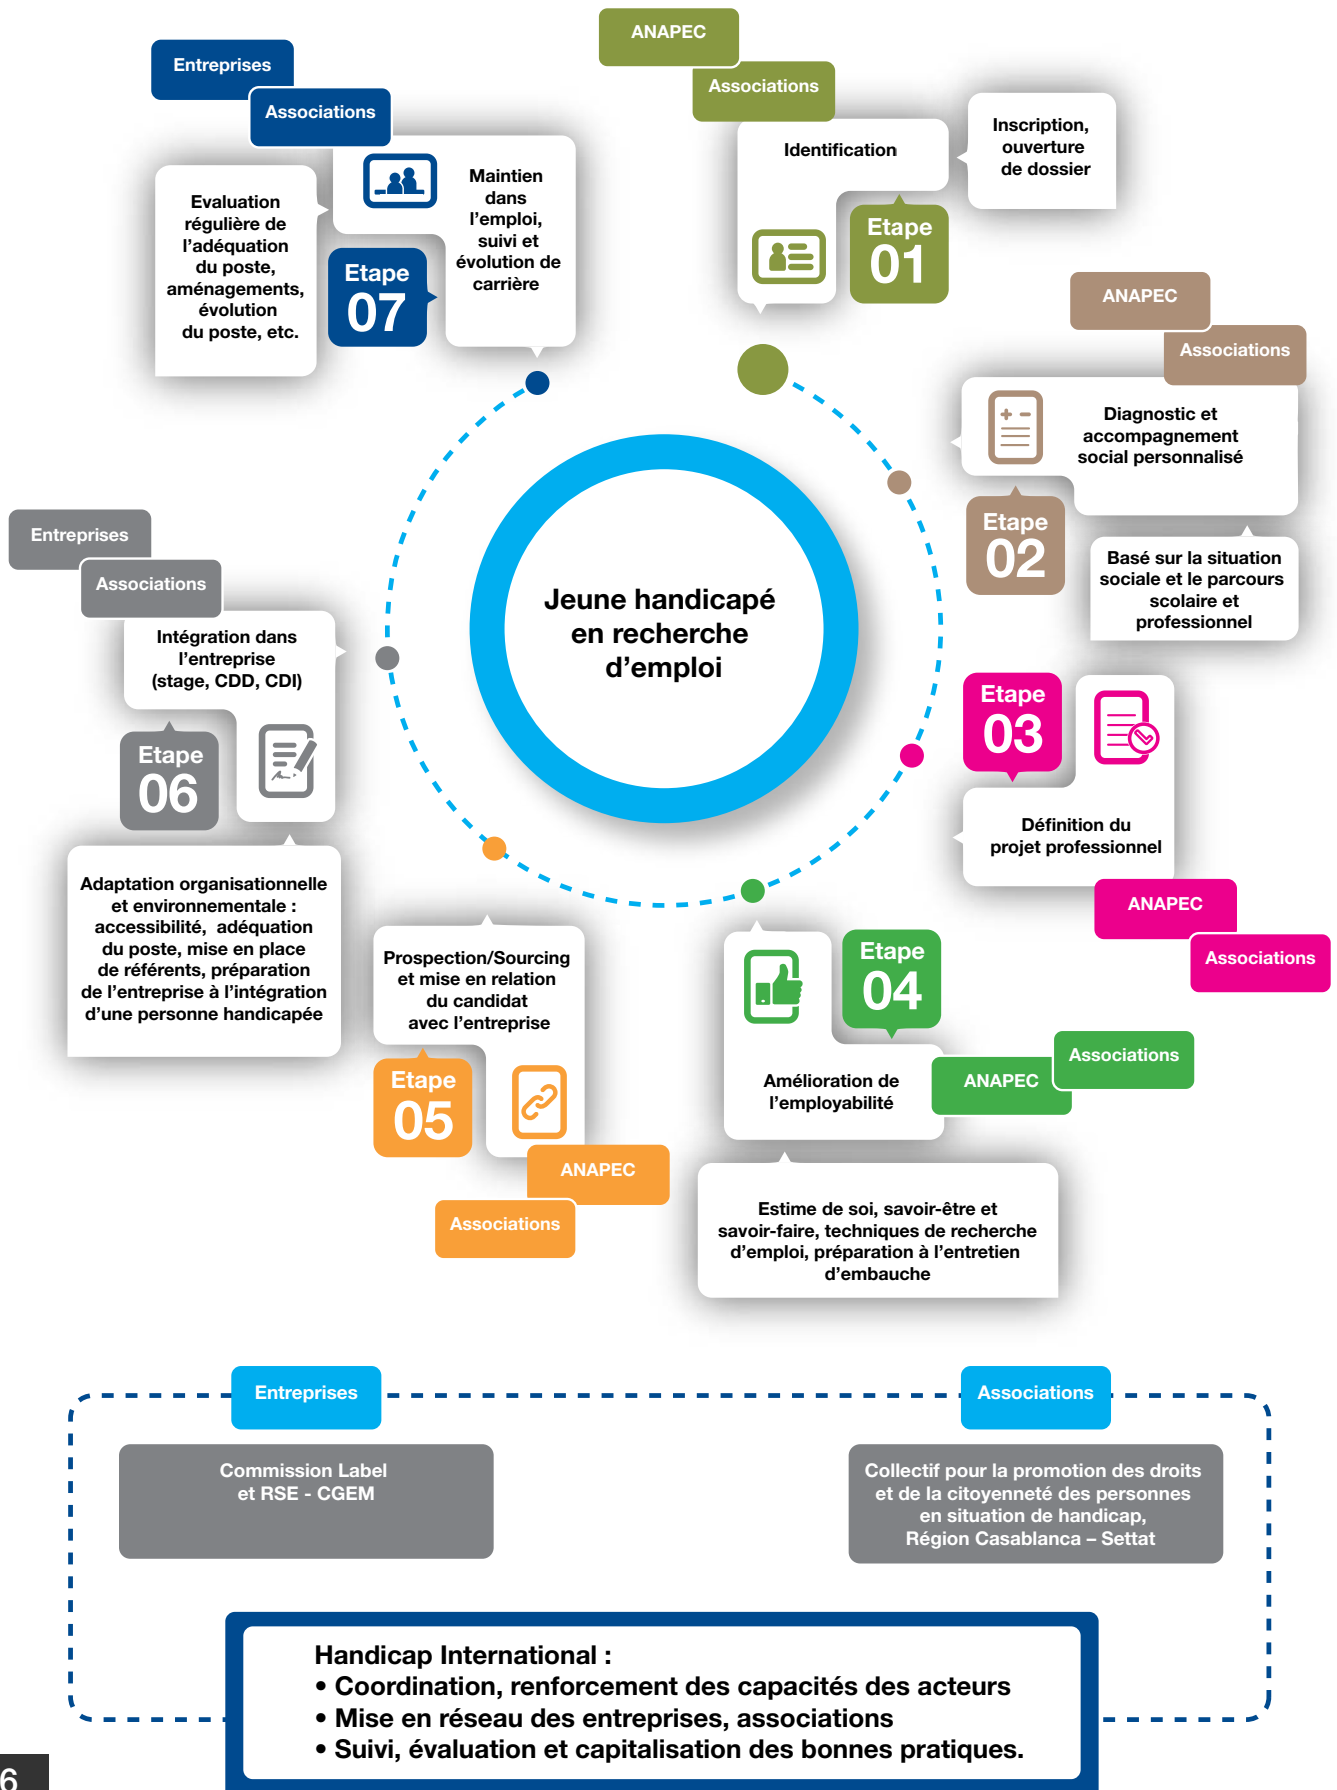 ANAPEC
Associations
Identification
Inscription,
ouverture
de dossier
Etape
01
ANAPEC
Associations
Diagnostic et
accompagnement
social personnalisé
Etape
02
Basé sur la situation
sociale et le parcours
scolaire et
professionnel
Etape
03
Définition du
projet professionnel
ANAPEC
Associations
Etape
04
Amélioration de
l'employabilité
ANAPEC
Associations
Estime de soi, savoir-être et
savoir-faire, techniques de recherche
d'emploi, préparation à l'entretien
d'embauche
Prospection/Sourcing
et mise en relation
du candidat
avec l'entreprise
Etape
05
ANAPEC
Associations
Entreprises
Associations
Intégration dans
l'entreprise
(stage, CDD, CDI)
Etape
06
Adaptation organisationnelle
et environnementale :
accessibilité, adéquation
du poste, mise en place
de référents, préparation
de l'entreprise à l'intégration
d'une personne handicapée
Entreprises
Associations
Maintien
dans
l'emploi,
suivi et
évolution de
carrière
Etape
07
Evaluation
régulière de
l'adéquation
du poste,
aménagements,
évolution
du poste, etc.
Jeune handicapé
en recherche
d'emploi
Entreprises
Commission Label
et RSE - CGEM
Associations
Collectif pour la promotion des droits
et de la citoyenneté des personnes
en situation de handicap,
Région Casablanca – Settat
Handicap International :
• Coordination, renforcement des capacités des acteurs
• Mise en réseau des entreprises, associations
• Suivi, évaluation et capitalisation des bonnes pratiques.
6